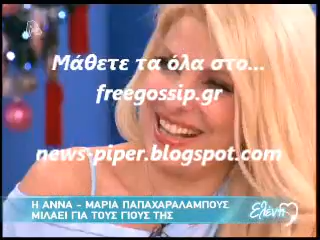 Μάθετε τα όλα στο...
freegossip.gr
news-piper.blogspot.com
Η ΑΝΝΑ - ΜΑΡΙΑ ΠΑΠΑΧΑΡΑΛΑΜΠΟΥΣ
ΜΙΛΑΕΙ ΓΙΑ ΤΟΥΣ ΓΙΟΥΣ ΤΗΣ
Ελένη